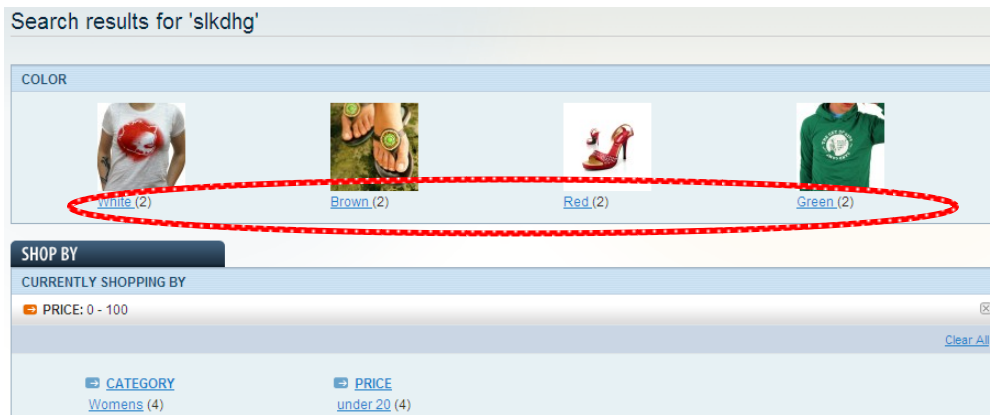 Search results for 'slkdhg'
COLOR
White (2) Brown (2) Red (2) Green (2)
SHOP BY
CURRENTLY SHOPPING BY
PRICE: 0 - 100
Clear All
CATEGORY PRICE
Womens (4) under 20 (4)